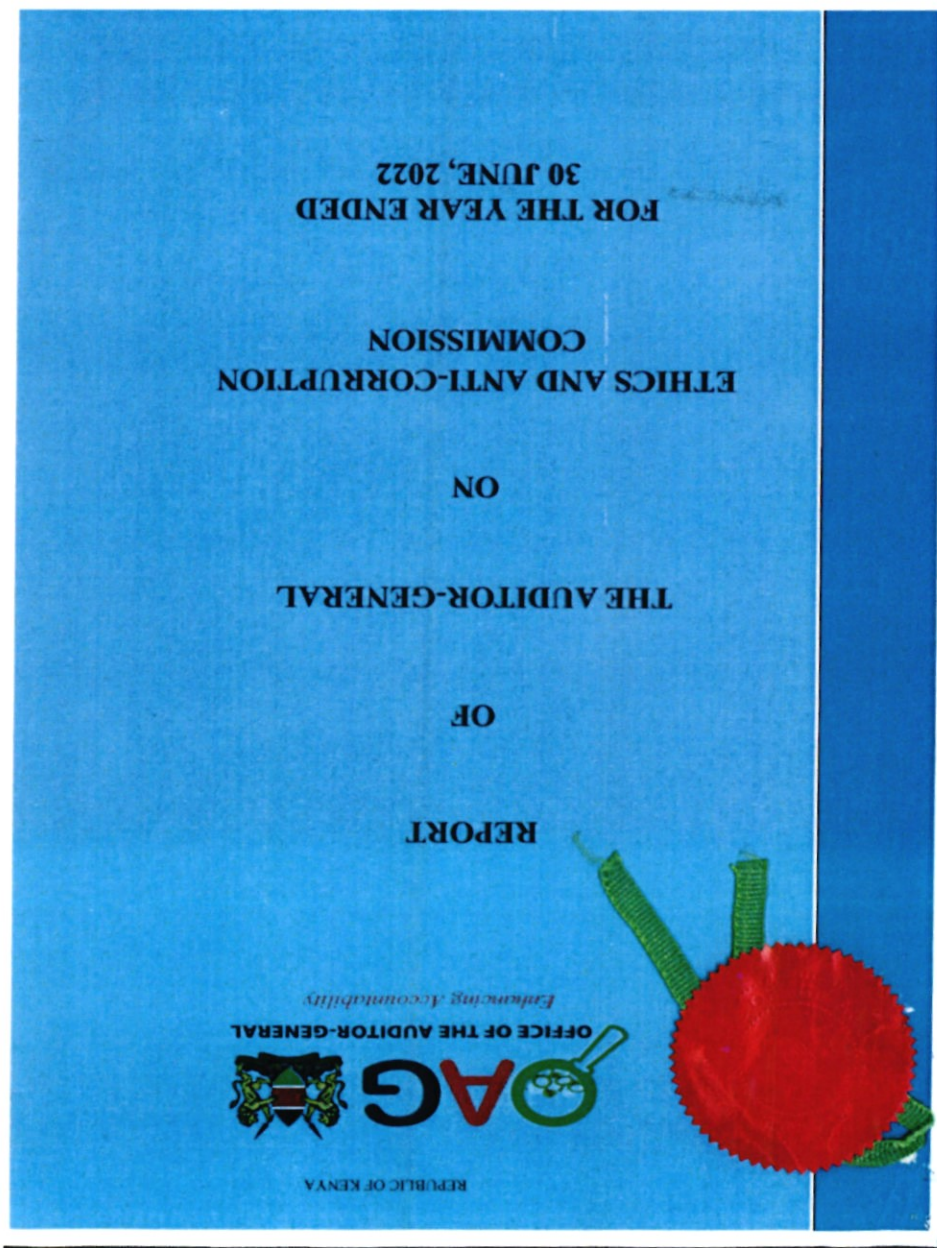 REPUBLIC OF KENYA
OAG
OFFICE OF THE AUDITOR-GENERAL
Enhancing Accountability
REPORT
OF
THE AUDITOR-GENERAL
ON
ETHICS AND ANTI-CORRUPTION
COMMISSION
FOR THE YEAR ENDED
30 JUNE, 2022